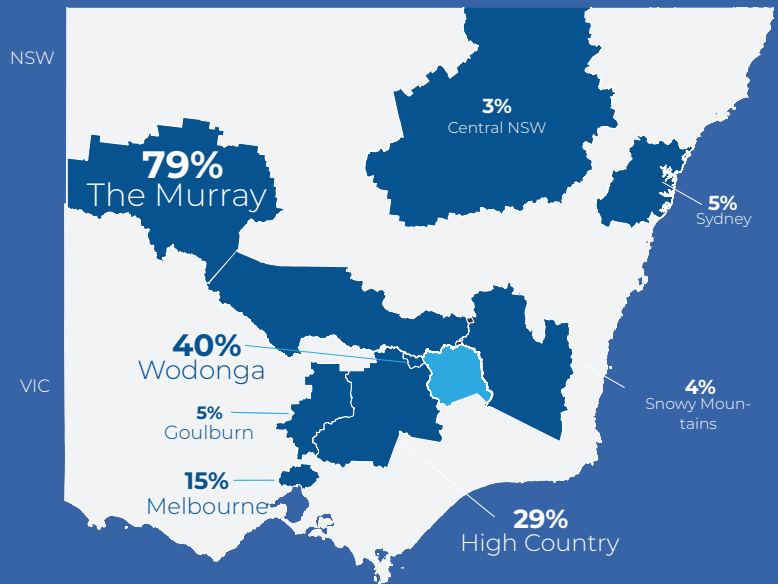 NSW
3%
Central NSW
79%
The Murray
5%
Sydney
40%
Wodonga
VIC
4%
Snowy Moun-
tains
5%
Goulburn
15%
Melbourne
29%
High Country